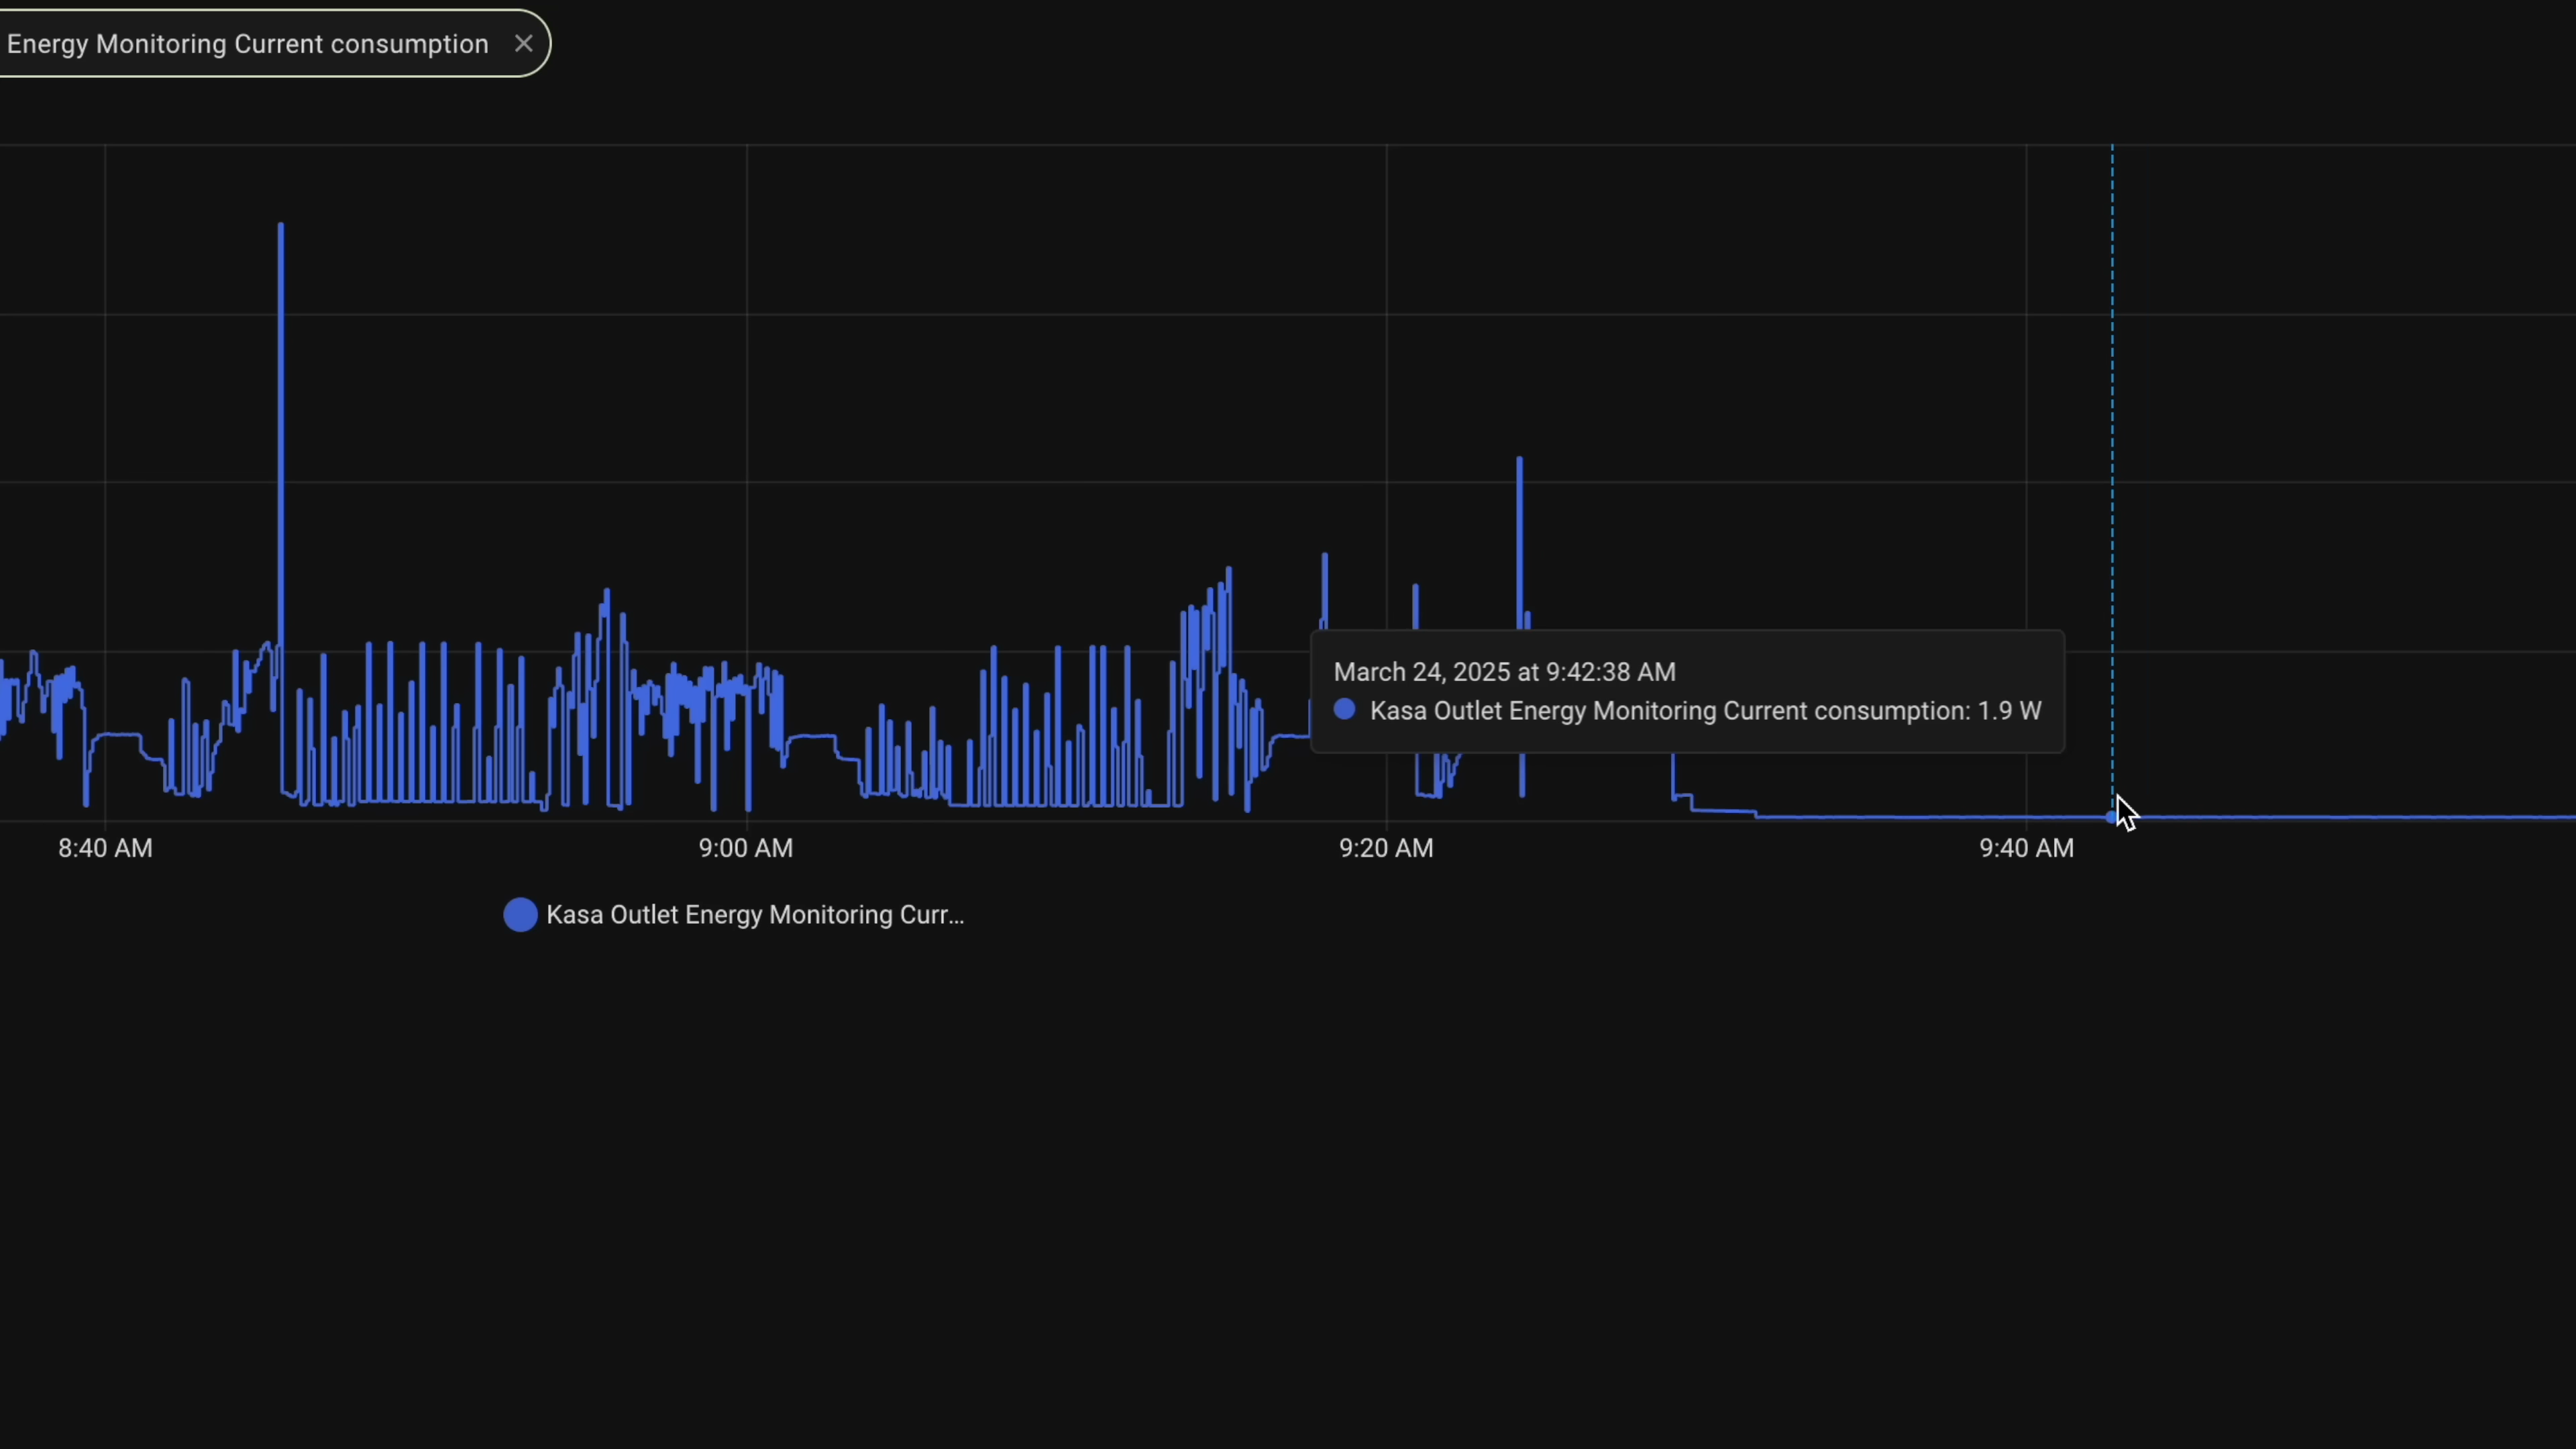 Energy Monitoring Current consumption
March 24, 2025 at 9:42:38 AM
Kasa Outlet Energy Monitoring Current consumption: 1.9 W
8:40 AM
9:00 AM
9:20 AM
9:40 AM
Kasa Outlet Energy Monitoring Curr...